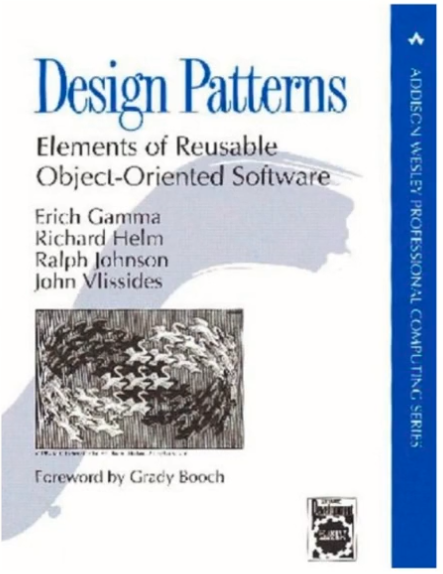 Design Patterns
Elements of Reusable
Object-Oriented Software
Erich Gamma
Richard Helm
Ralph Johnson
John Vlissides
Foreword by Grady Booch
ADDISON WESLEY PROFESSIONAL COMPUTING SERIES